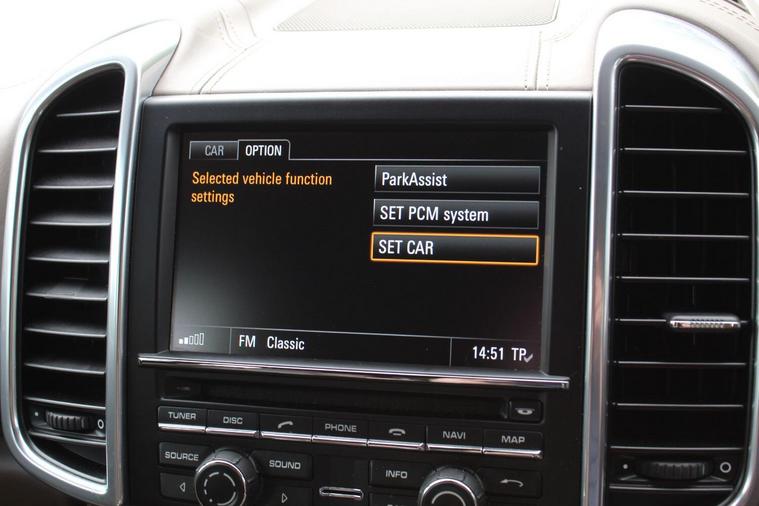 CAR OPTION
Selected vehicle function
settings
ParkAssist
SET PCM system
SET CAR
FM Classic
14:51 TP
TUNER DISC PHONE NAVI MAP
SOURCE SOUND INFO